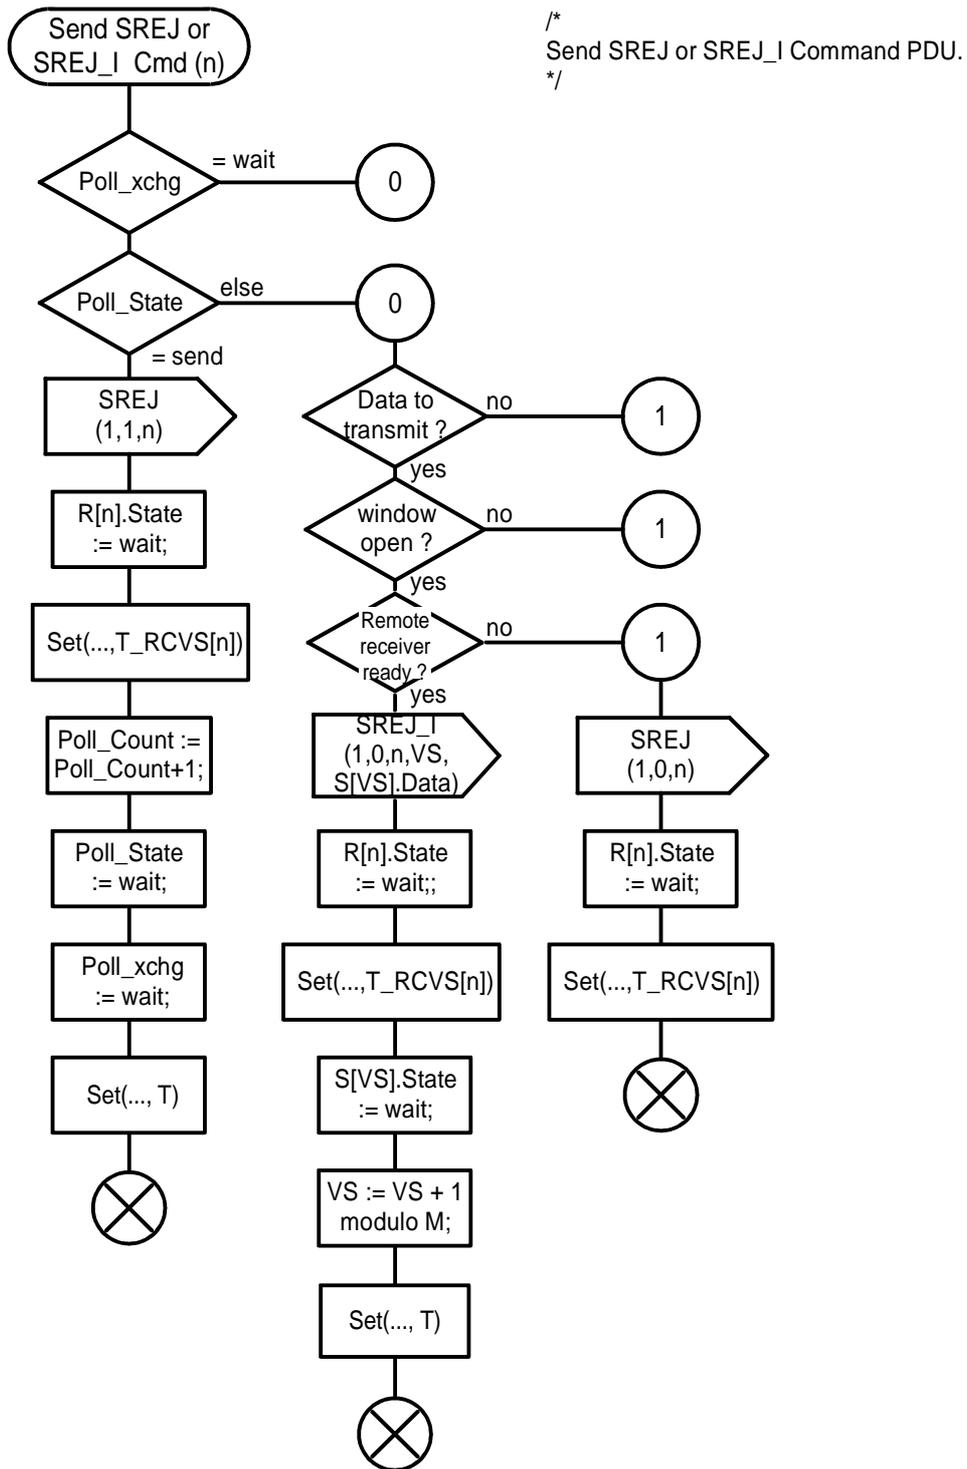 Send SREJ or
SREJ_I Cmd (n)
/*
Send SREJ or SREJ_I Command PDU.
*/
Poll_xchg
= wait
0
Poll_State
else
0
= send
SREJ
(1,1,n)
R[n].State
:= wait;
Set(...,T_RCVS[n])
Poll_Count :=
Poll_Count+1;
Poll_State
:= wait;
Poll_xchg
:= wait;
Set(..., T)
Data to
transmit ?
no
1
yes
window
open ?
no
1
yes
Remote
receiver
ready ?
no
1
yes
SREJ_I
(1,0,n,VS,
S[VS].Data)
R[n].State
:= wait;;
Set(...,T_RCVS[n])
S[VS].State
:= wait;
VS := VS + 1
modulo M;
Set(..., T)
SREJ
(1,0,n)
R[n].State
:= wait;
Set(...,T_RCVS[n])